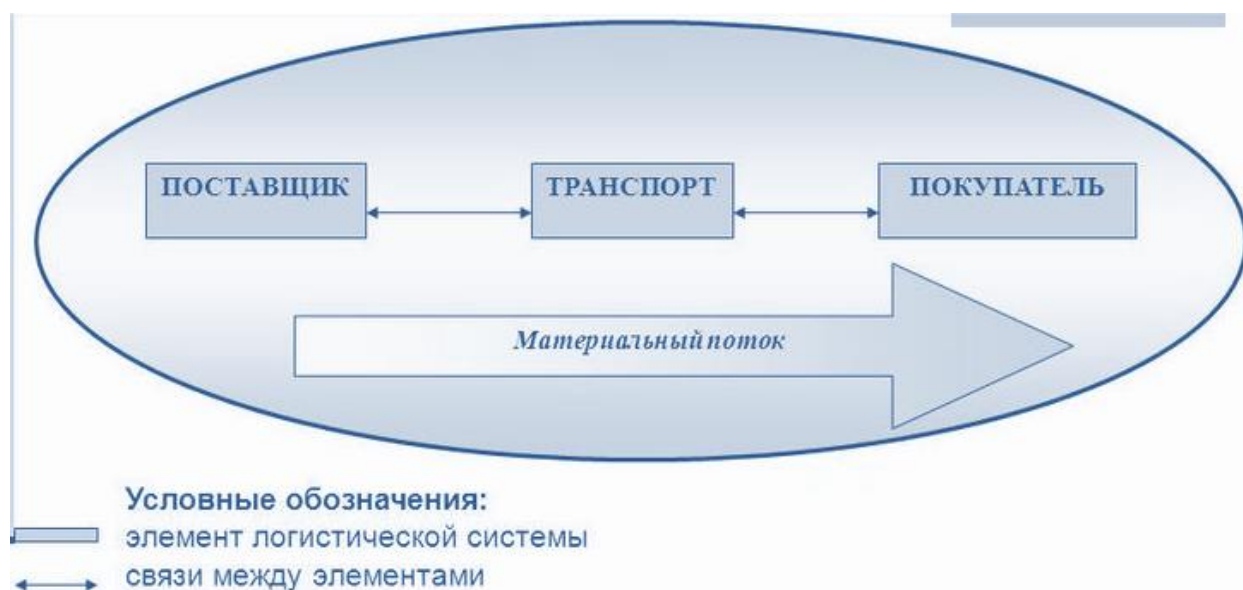 ПОСТАВЩИК
ТРАНСПОРТ
ПОКУПАТЕЛЬ
Материальный поток
Условные обозначения:
элемент логистической системы
связи между элементами